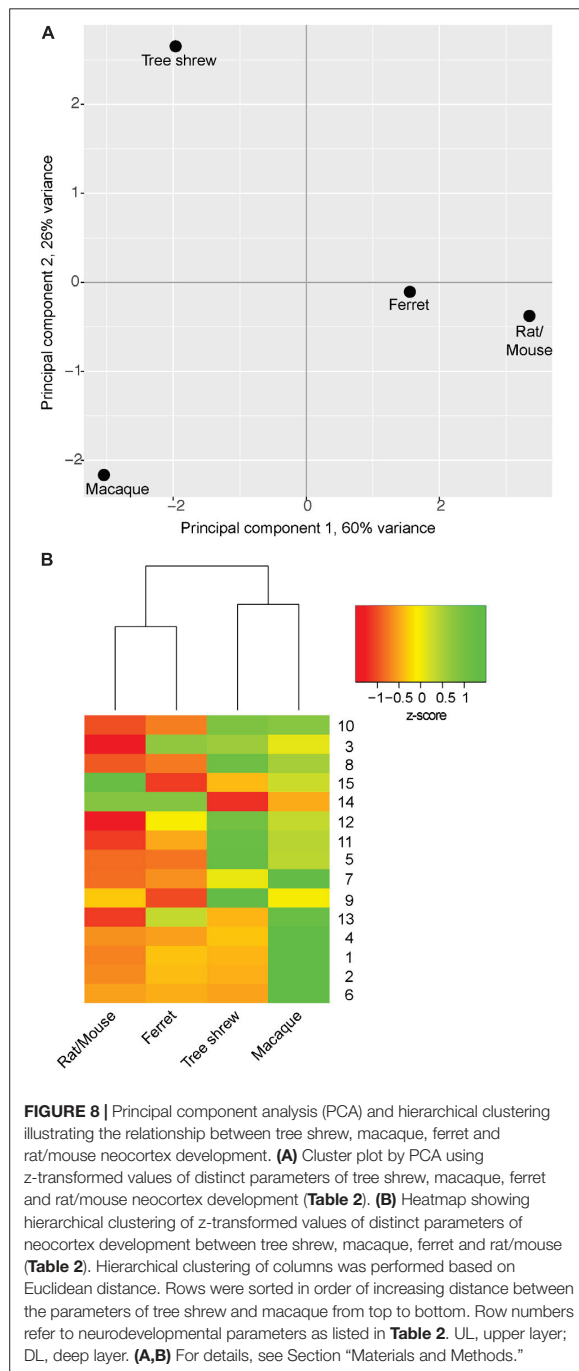 A
Tree shrew
2
1
0
−1
−2
Principal component 2, 26% variance
Ferret
Rat/
Mouse
Macaque
−2
0
2
Principal component 1, 60% variance
B
−1 −0.5 0 0.5 1
z-score
10
3
8
15
14
12
11
5
7
9
13
4
1
2
6
Rat/Mouse
Ferret
Tree shrew
Macaque
FIGURE 8 | Principal component analysis (PCA) and hierarchical clustering
illustrating the relationship between tree shrew, macaque, ferret and
rat/mouse neocortex development. (A) Cluster plot by PCA using
z-transformed values of distinct parameters of tree shrew, macaque, ferret
and rat/mouse neocortex development (Table 2). (B) Heatmap showing
hierarchical clustering of z-transformed values of distinct parameters of
neocortex development between tree shrew, macaque, ferret and rat/mouse
(Table 2). Hierarchical clustering of columns was performed based on
Euclidean distance. Rows were sorted in order of increasing distance between
the parameters of tree shrew and macaque from top to bottom. Row numbers
refer to neurodevelopmental parameters as listed in Table 2. UL, upper layer;
DL, deep layer. (A,B) For details, see Section “Materials and Methods.”